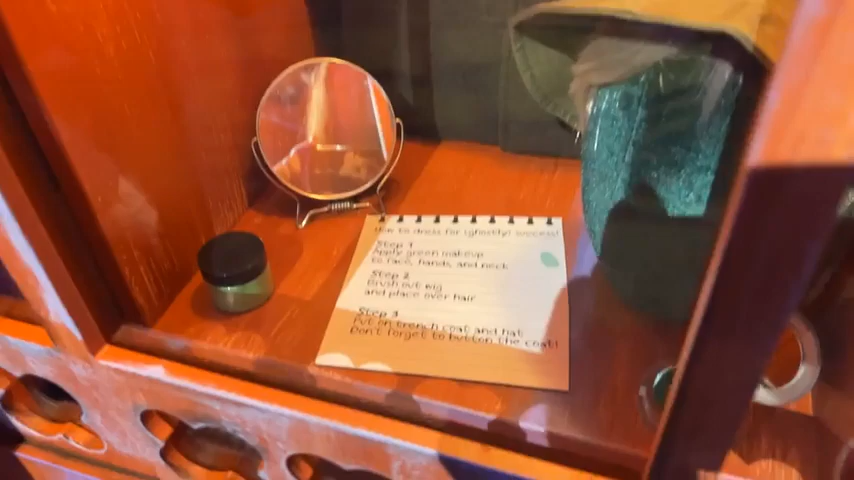 How to dress for (ghostly) success!
Step 1
Apply green makeup
to face, hands, and neck
Step 2
Brush out wig
and place over hair
Step 3
Put on trench coat and hat
Don't forget to button the coat!